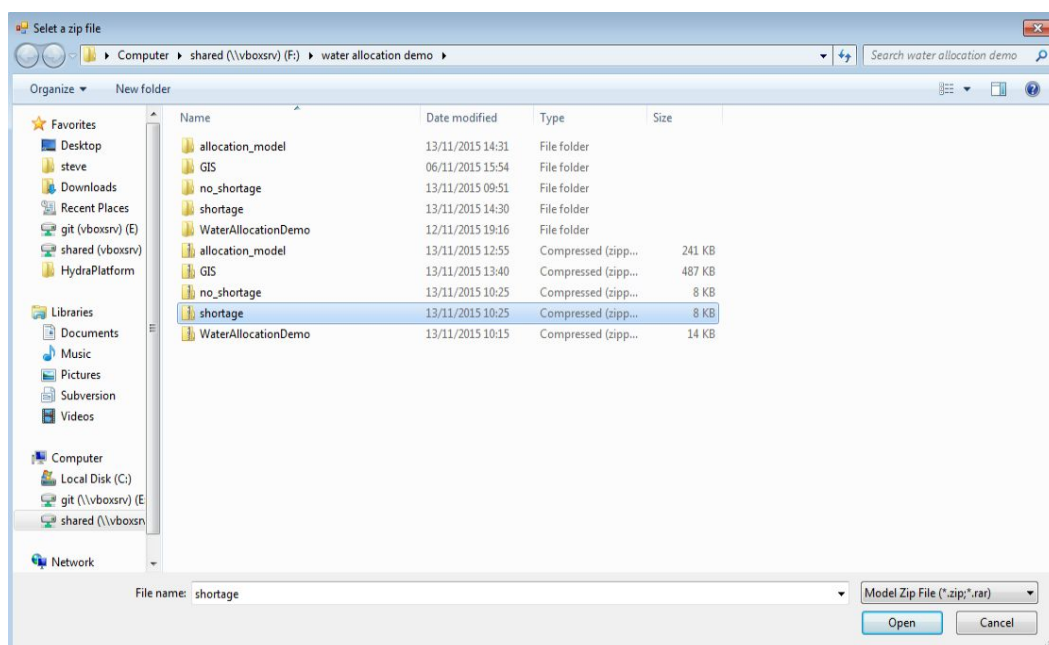 Selet a zip file
Computer ▸ shared (\\vboxsrv) (F:) ▸ water allocation demo ▸
Search water allocation demo
Organize New folder
Favorites
Desktop
steve
Downloads
Recent Places
git (vboxsrv) (E)
shared (vboxsrv)
HydraPlatform
Libraries
Documents
Music
Pictures
Subversion
Videos
Computer
Local Disk (C:)
git (\\vboxsrv) (E
shared (\\vboxsrv
Network
Name Date modified Type Size
allocation_model 13/11/2015 14:31 File folder
GIS 06/11/2015 15:54 File folder
no_shortage 13/11/2015 09:51 File folder
shortage 13/11/2015 14:30 File folder
WaterAllocationDemo 12/11/2015 19:16 File folder
allocation_model 13/11/2015 12:55 Compressed (zipp... 241 KB
GIS 13/11/2015 13:40 Compressed (zipp... 487 KB
no_shortage 13/11/2015 10:25 Compressed (zipp... 8 KB
shortage 13/11/2015 10:25 Compressed (zipp... 8 KB
WaterAllocationDemo 13/11/2015 10:15 Compressed (zipp... 14 KB
File name: shortage
Model Zip File (*.zip;*.rar)
Open Cancel